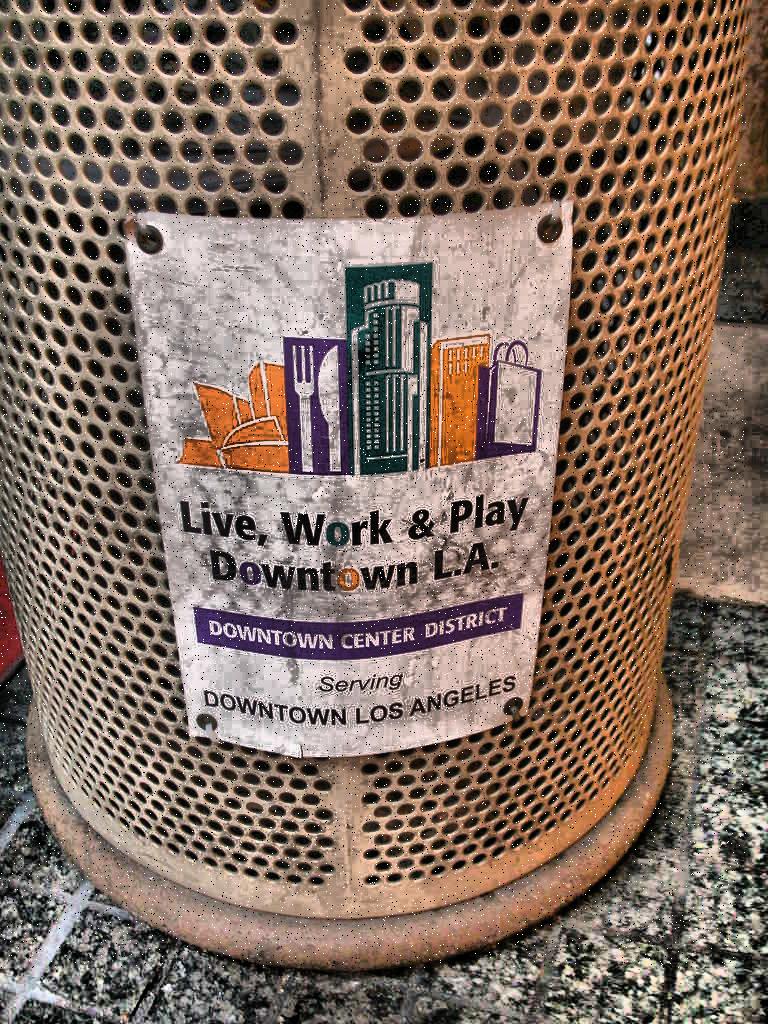 Live, Work & Play
Downtown L.A.
DOWNTOWN CENTER DISTRICT
Serving
DOWNTOWN LOS ANGELES